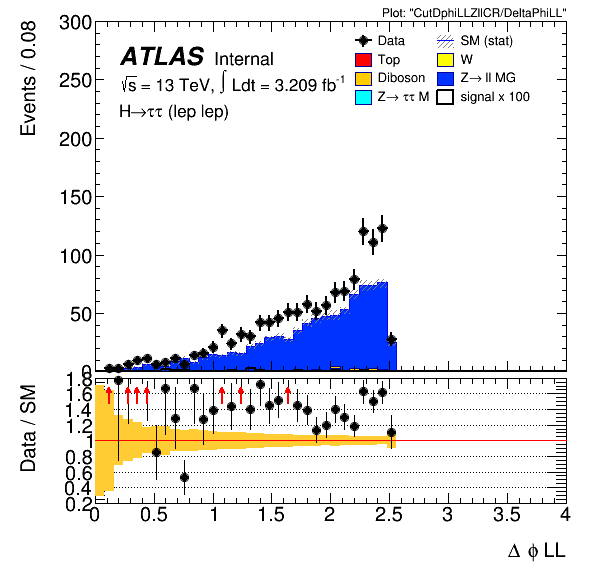 Plot: "CutDphiLLZllCR/DeltaPhiLL"
Events / 0.08
300
250
200
150
100
50
0
ATLAS Internal
√s = 13 TeV, ∫ Ldt = 3.209 fb⁻¹
H→ττ (lep lep)
Data
SM (stat)
Top
W
Diboson
Z→ ll MG
Z→ ττ M
signal x 100
Data / SM
1.8
1.6
1.4
1.2
1
0.8
0.6
0.4
0.2
0 0.5 1 1.5 2 2.5 3 3.5 4
Δ ϕ LL